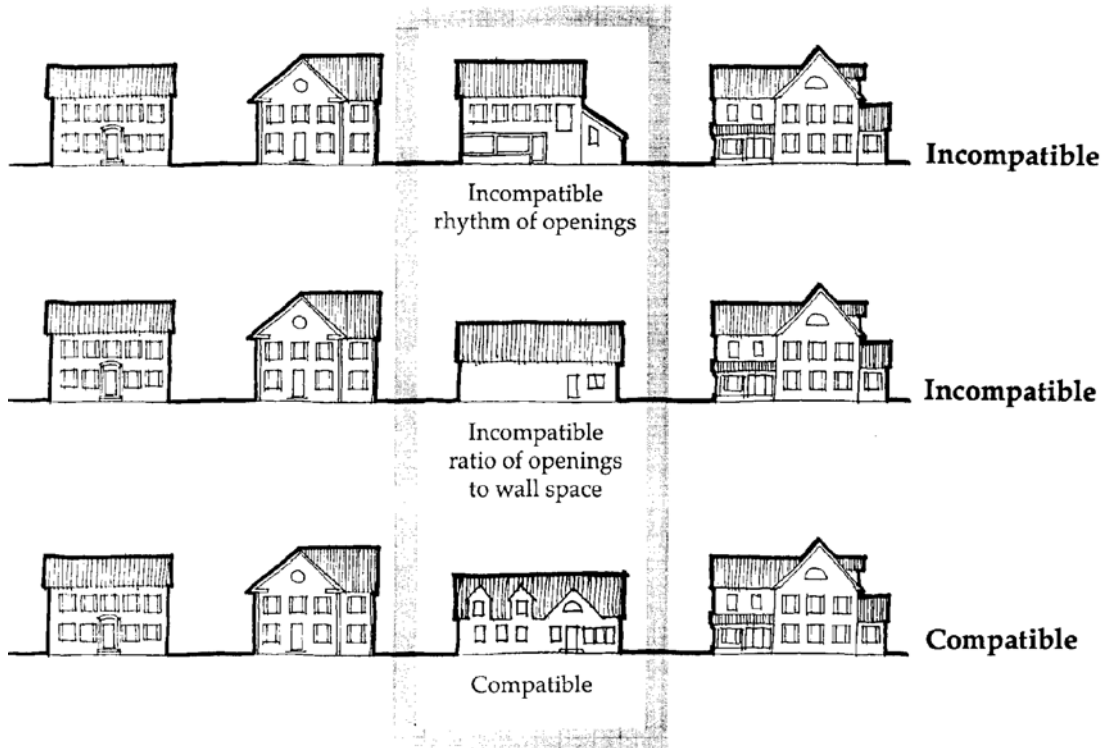 Incompatible
Incompatible
rhythm of openings
Incompatible
Incompatible
ratio of openings
to wall space
Compatible
Compatible